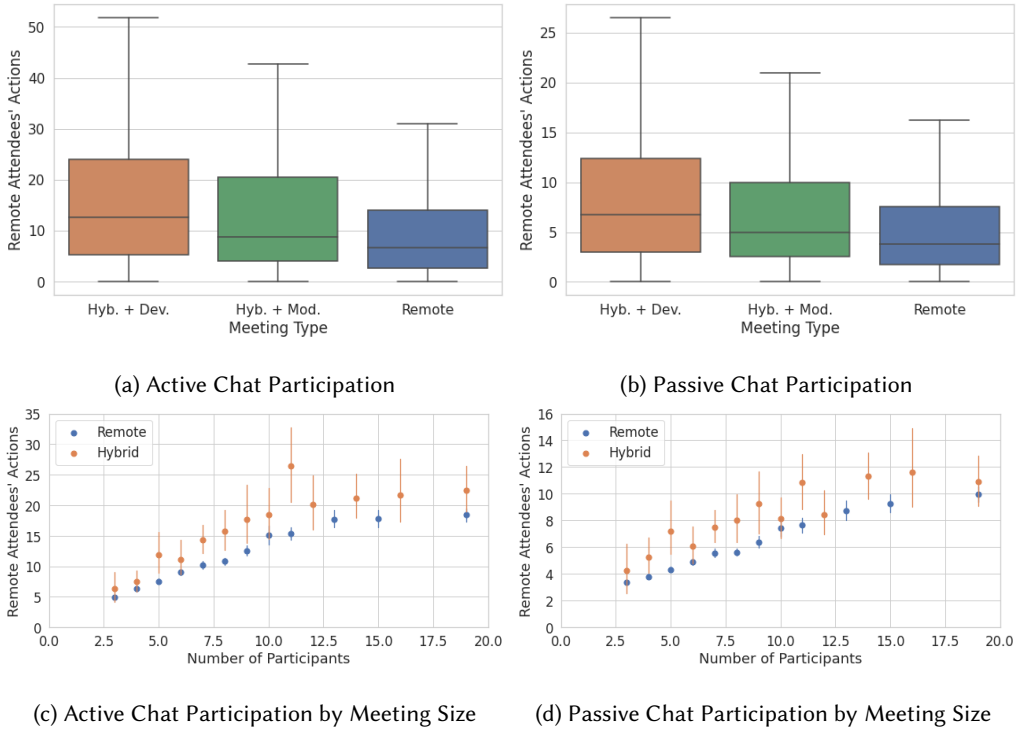 Remote Attendees' Actions
50
40
30
20
10
0
Hyb. + Dev.
Hyb. + Mod.
Remote
Meeting Type
(a) Active Chat Participation
Remote Attendees' Actions
25
20
15
10
5
0
Hyb. + Dev.
Hyb. + Mod.
Remote
Meeting Type
(b) Passive Chat Participation
Remote Attendees' Actions
35
30
25
20
15
10
5
0
Remote
Hybrid
0.0 2.5 5.0 7.5 10.0 12.5 15.0 17.5 20.0
Number of Participants
(c) Active Chat Participation by Meeting Size
Remote Attendees' Actions
16
14
12
10
8
6
4
2
0
Remote
Hybrid
0.0 2.5 5.0 7.5 10.0 12.5 15.0 17.5 20.0
Number of Participants
(d) Passive Chat Participation by Meeting Size